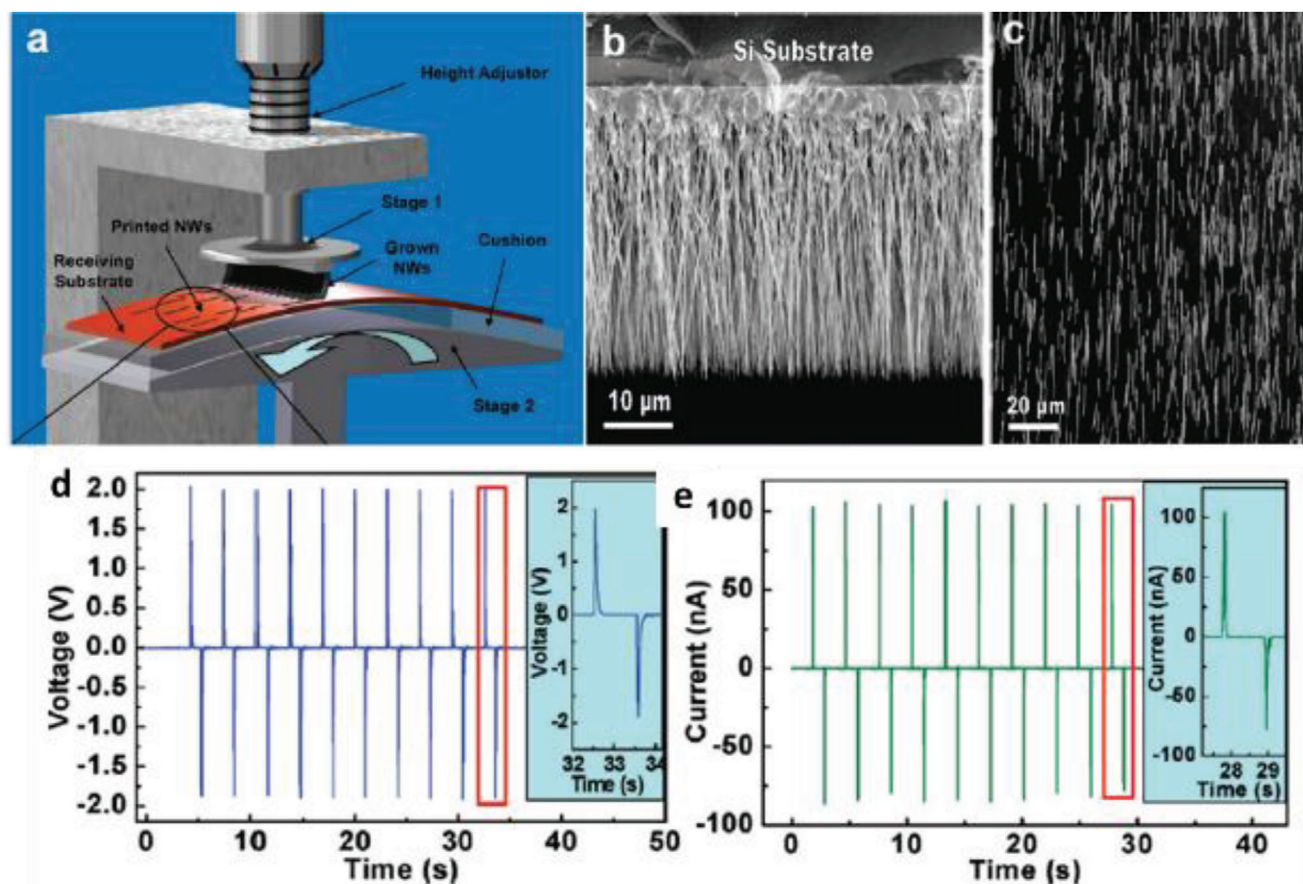 a
Height Adjustor
Stage 1
Printed NWs
Grown
NWs
Cushion
Receiving
Substrate
Stage 2
b
Si Substrate
10 µm
c
20 µm
d
2.0
1.5
1.0
0.5
0.0
-0.5
-1.0
-1.5
-2.0
Voltage (V)
0
10
20
30
40
50
Time (s)
2
1
0
-1
-2
Voltage (V)
32
33
34
Time (s)
e
100
50
0
-50
-100
Current (nA)
0
10
20
30
40
Time (s)
100
50
0
-50
-100
Current (nA)
28
29
Time (s)